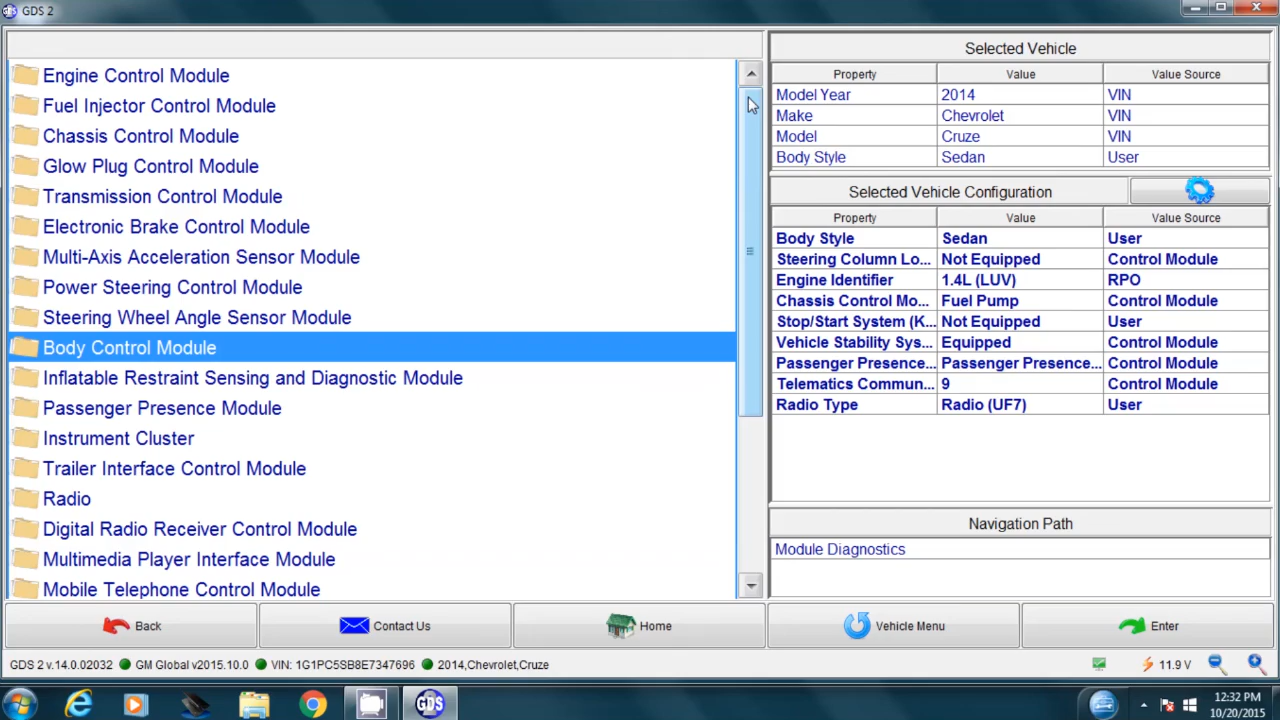 GDS 2
Engine Control Module
Fuel Injector Control Module
Chassis Control Module
Glow Plug Control Module
Transmission Control Module
Electronic Brake Control Module
Multi-Axis Acceleration Sensor Module
Power Steering Control Module
Steering Wheel Angle Sensor Module
Body Control Module
Inflatable Restraint Sensing and Diagnostic Module
Passenger Presence Module
Instrument Cluster
Trailer Interface Control Module
Radio
Digital Radio Receiver Control Module
Multimedia Player Interface Module
Mobile Telephone Control Module
Selected Vehicle
Property Value Value Source
Model Year 2014 VIN
Make Chevrolet VIN
Model Cruze VIN
Body Style Sedan User
Selected Vehicle Configuration
Property Value Value Source
Body Style Sedan User
Steering Column Lo... Not Equipped Control Module
Engine Identifier 1.4L (LUV) RPO
Chassis Control Mo... Fuel Pump Control Module
Stop/Start System (K... Not Equipped User
Vehicle Stability Sys... Equipped Control Module
Passenger Presence... Passenger Presence... Control Module
Telematics Commun... 9 Control Module
Radio Type Radio (UF7) User
Navigation Path
Module Diagnostics
Back Contact Us Home Vehicle Menu Enter
GDS 2 v.14.0.02032 GM Global v2015.10.0 VIN: 1G1PC5SB8E7347696 2014,Chevrolet,Cruze 11.9 V
GDS
12:32 PM
10/20/2015